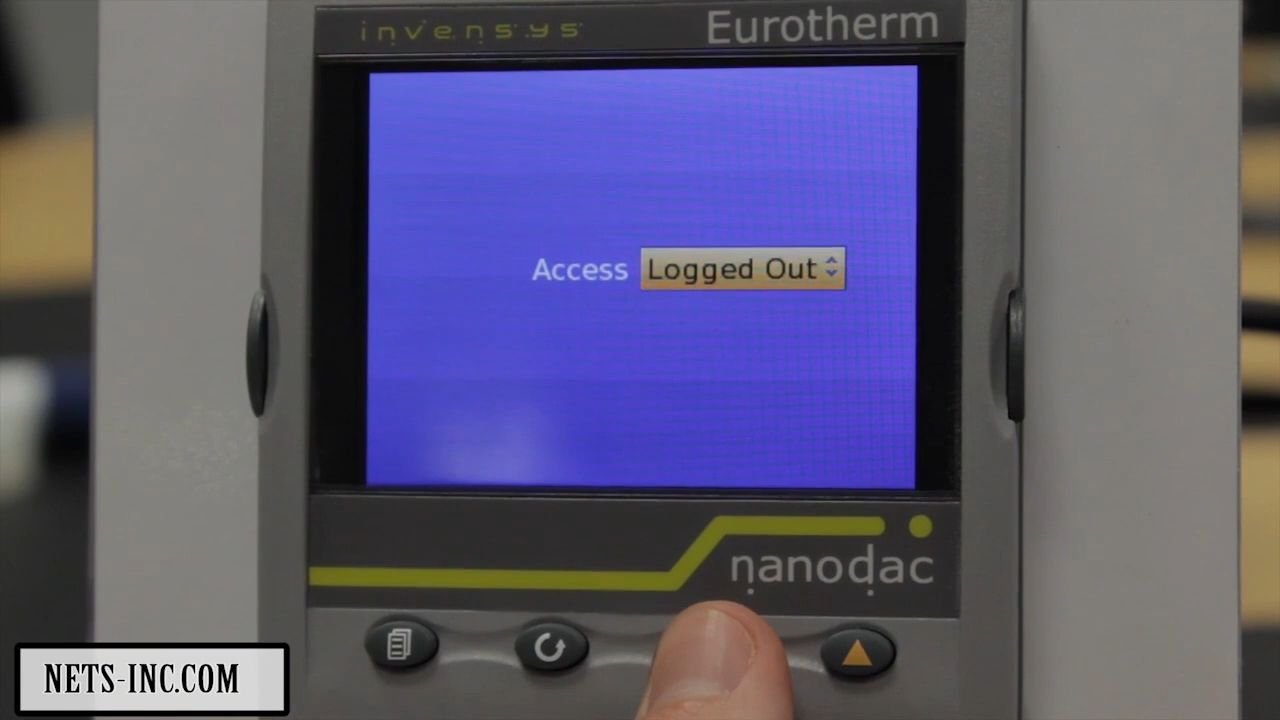 invensys
Eurotherm
Access Logged Out
nanodac
NETS-INC.COM